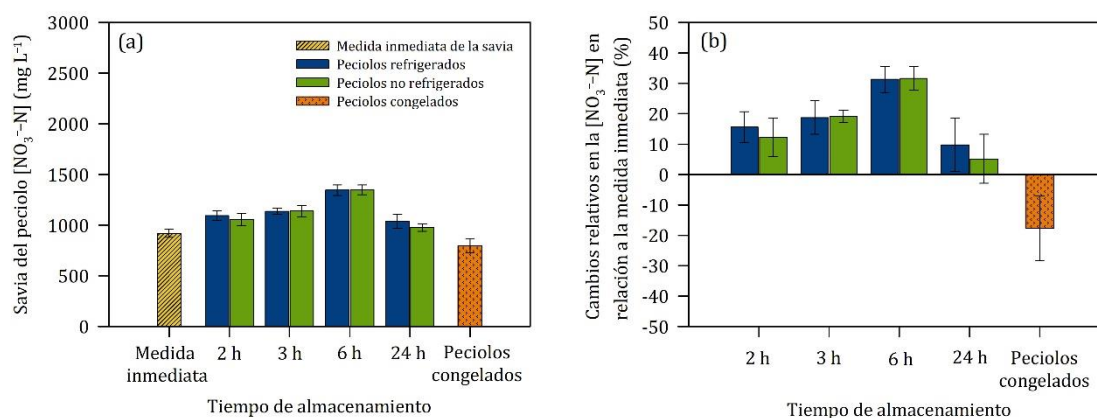 (a)
Savia del peciolo [NO₃⁻–N] (mg L⁻¹)
3000
2500
2000
1500
1000
500
0
Medida inmediata de la savia
Peciolos refrigerados
Peciolos no refrigerados
Peciolos congelados
Medida inmediata
2 h
3 h
6 h
24 h
Peciolos congelados
Tiempo de almacenamiento
(b)
Cambios relativos en la [NO₃⁻–N] en
relación a la medida inmediata (%)
50
40
30
20
10
0
-10
-20
-30
-40
-50
2 h
3 h
6 h
24 h
Peciolos
congelados
Tiempo de almacenamiento